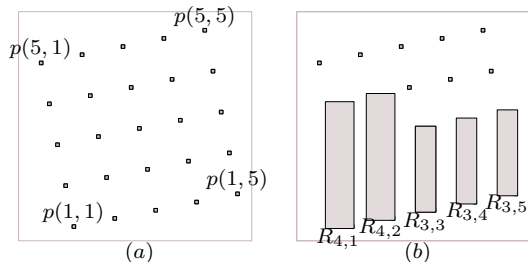 p(5, 5)
p(5, 1)
p(1, 5)
p(1, 1)
(a)
R4,1
R4,2
R3,3
R3,4
R3,5
(b)